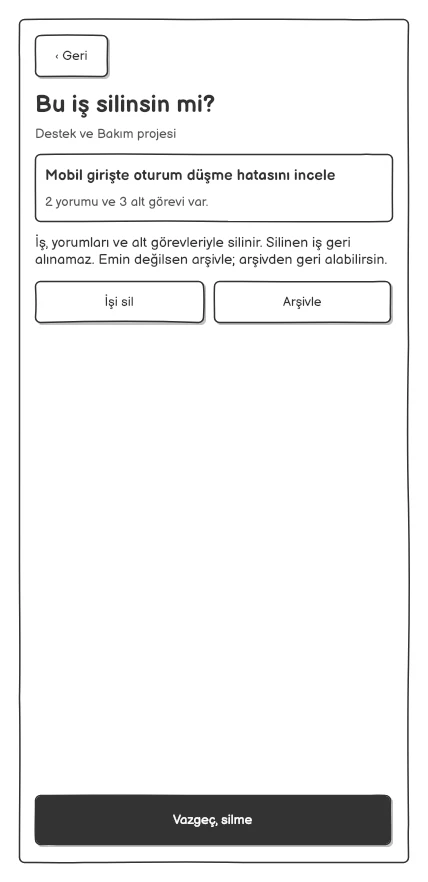 ‹ Geri
Bu iş silinsin mi?
Destek ve Bakım projesi
Mobil girişte oturum düşme hatasını incele
2 yorumu ve 3 alt görevi var.
İş, yorumları ve alt görevleriyle silinir. Silinen iş geri
alınamaz. Emin değilsen arşivle; arşivden geri alabilirsin.
İşi sil
Arşivle
Vazgeç, silme